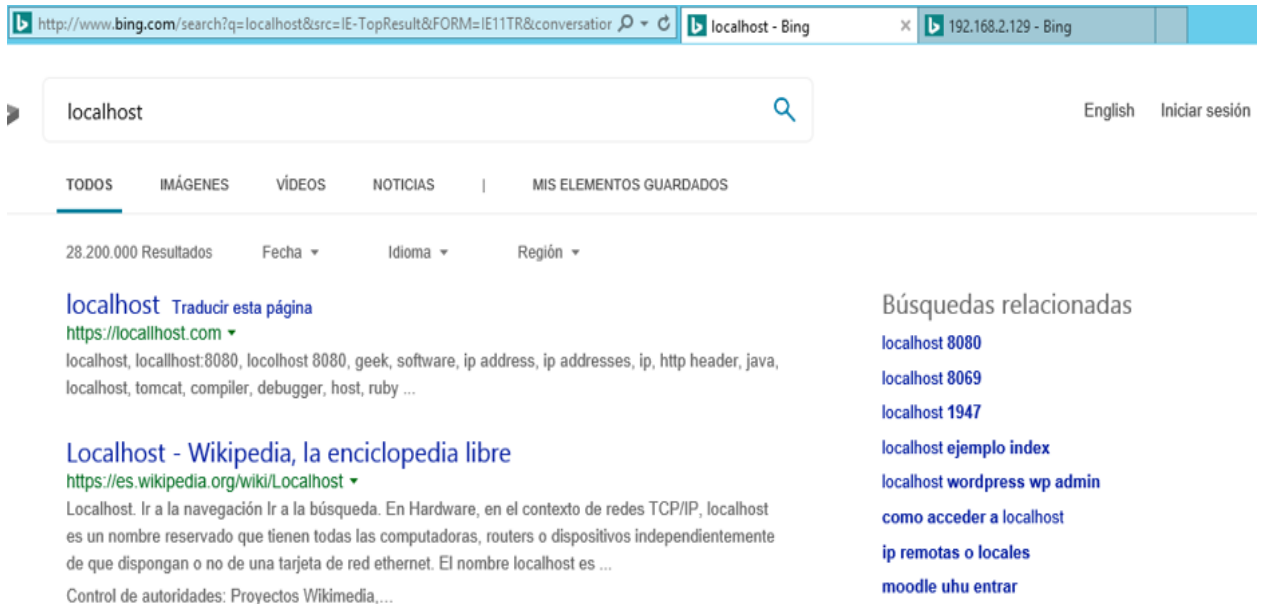 http://www.bing.com/search?q=localhost&src=IE-TopResult&FORM=IE11TR&conversation
localhost - Bing
192.168.2.129 - Bing
localhost
English Iniciar sesión
TODOS IMÁGENES VÍDEOS NOTICIAS | MIS ELEMENTOS GUARDADOS
28.200.000 Resultados Fecha Idioma Región
localhost Traducir esta página
https://locallhost.com
localhost, locallhost:8080, locolhost 8080, geek, software, ip address, ip addresses, ip, http header, java,
localhost, tomcat, compiler, debugger, host, ruby ...
Localhost - Wikipedia, la enciclopedia libre
https://es.wikipedia.org/wiki/Localhost
Localhost. Ir a la navegación Ir a la búsqueda. En Hardware, en el contexto de redes TCP/IP, localhost
es un nombre reservado que tienen todas las computadoras, routers o dispositivos independientemente
de que dispongan o no de una tarjeta de red ethernet. El nombre localhost es ...
Control de autoridades: Proyectos Wikimedia,...
Búsquedas relacionadas
localhost 8080
localhost 8069
localhost 1947
localhost ejemplo index
localhost wordpress wp admin
como acceder a localhost
ip remotas o locales
moodle uhu entrar